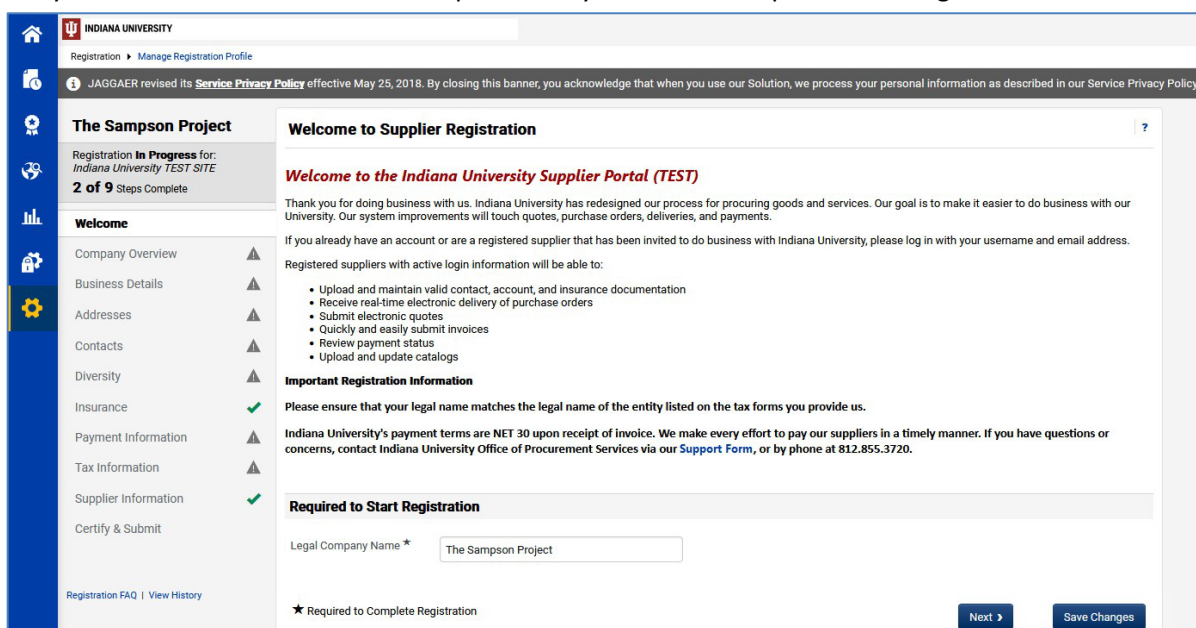 INDIANA UNIVERSITY
Registration ▸ Manage Registration Profile
JAGGAER revised its Service Privacy Policy effective May 25, 2018. By closing this banner, you acknowledge that when you use our Solution, we process your personal information as described in our Service Privacy Policy
The Sampson Project
Registration In Progress for:
Indiana University TEST SITE
2 of 9 Steps Complete
Welcome
Company Overview
Business Details
Addresses
Contacts
Diversity
Insurance
Payment Information
Tax Information
Supplier Information
Certify & Submit
Registration FAQ | View History
Welcome to Supplier Registration
?
Welcome to the Indiana University Supplier Portal (TEST)
Thank you for doing business with us. Indiana University has redesigned our process for procuring goods and services. Our goal is to make it easier to do business with our
University. Our system improvements will touch quotes, purchase orders, deliveries, and payments.
If you already have an account or are a registered supplier that has been invited to do business with Indiana University, please log in with your username and email address.
Registered suppliers with active login information will be able to:
• Upload and maintain valid contact, account, and insurance documentation
• Receive real-time electronic delivery of purchase orders
• Submit electronic quotes
• Quickly and easily submit invoices
• Review payment status
• Upload and update catalogs
Important Registration Information
Please ensure that your legal name matches the legal name of the entity listed on the tax forms you provide us.
Indiana University's payment terms are NET 30 upon receipt of invoice. We make every effort to pay our suppliers in a timely manner. If you have questions or
concerns, contact Indiana University Office of Procurement Services via our Support Form, or by phone at 812.855.3720.
Required to Start Registration
Legal Company Name ★ The Sampson Project
★ Required to Complete Registration
Next ›
Save Changes